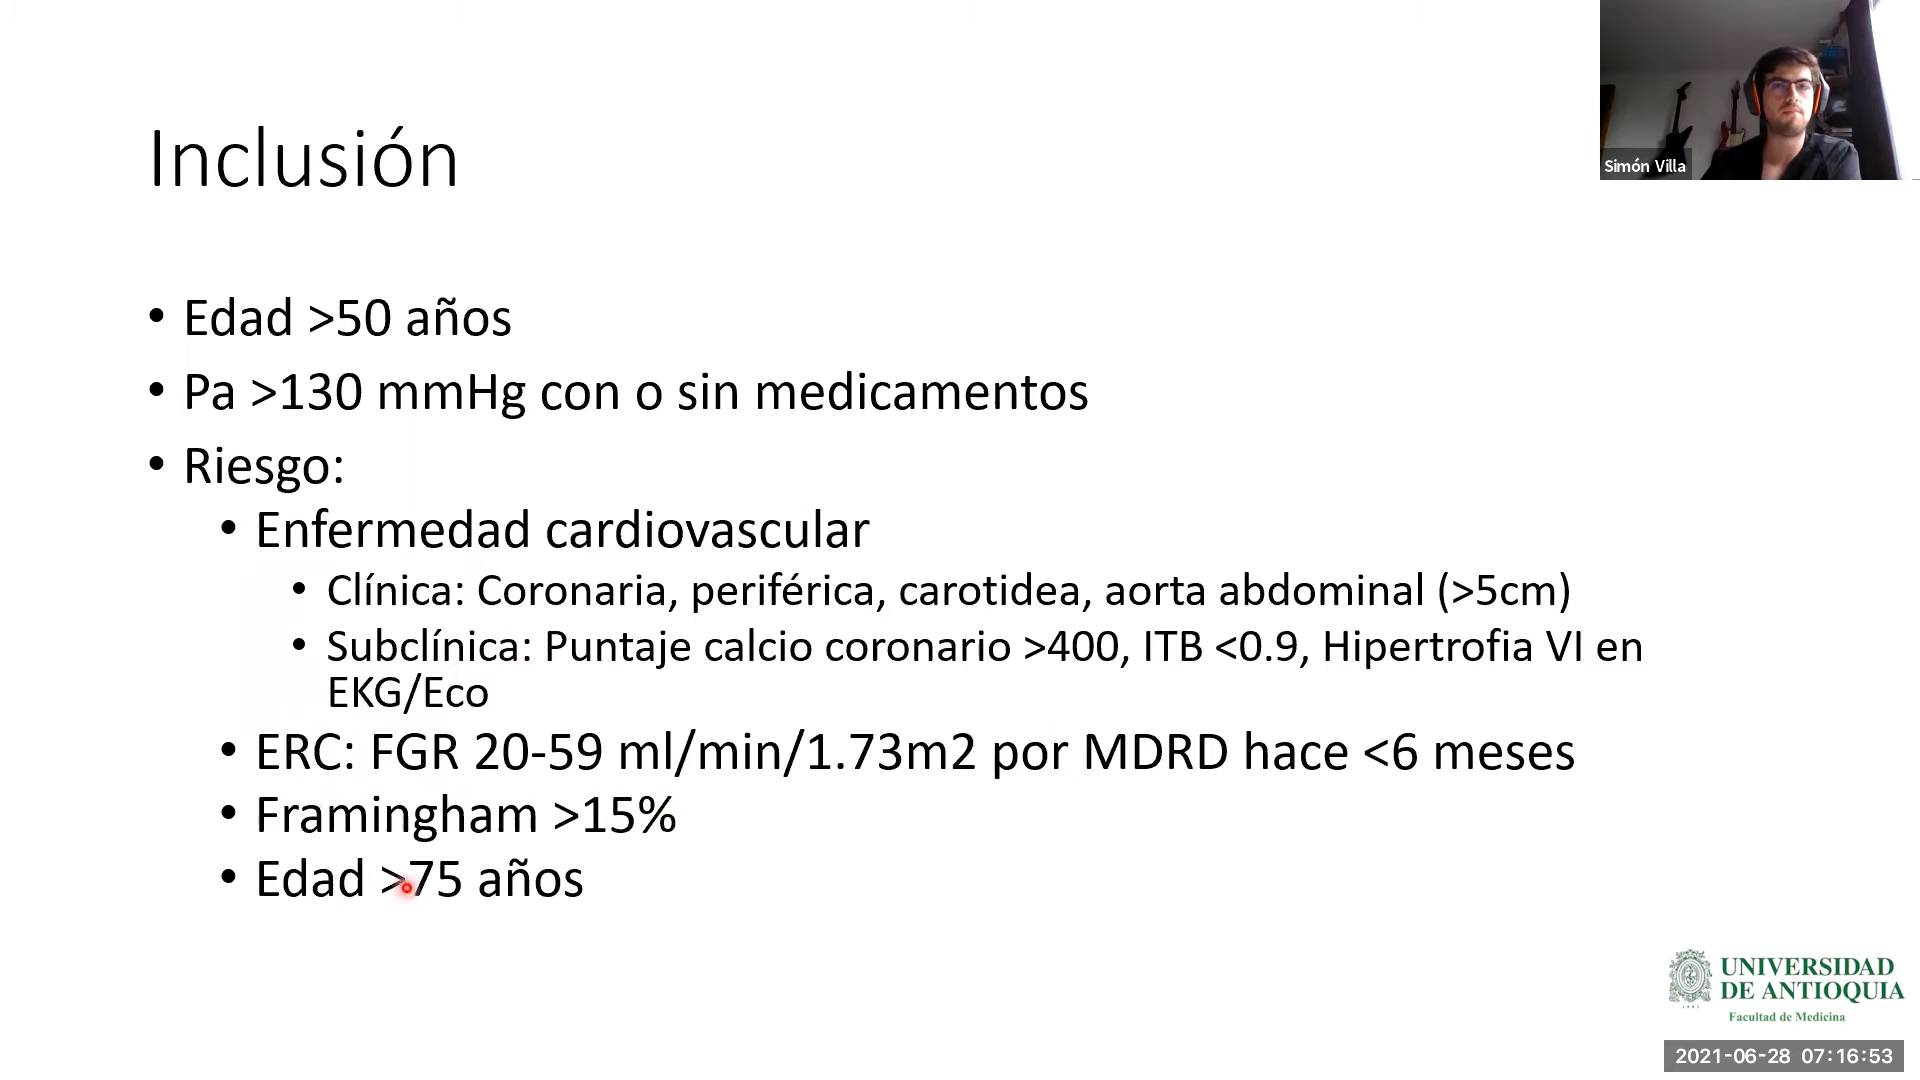 Inclusión
Simón Villa
• Edad >50 años
• Pa >130 mmHg con o sin medicamentos
• Riesgo:
• Enfermedad cardiovascular
• Clínica: Coronaria, periférica, carotidea, aorta abdominal (>5cm)
• Subclínica: Puntaje calcio coronario >400, ITB <0.9, Hipertrofia VI en
EKG/Eco
• ERC: FGR 20-59 ml/min/1.73m2 por MDRD hace <6 meses
• Framingham >15%
• Edad >75 años
UNIVERSIDAD
DE ANTIOQUIA
Facultad de Medicina
2021-06-28 07:16:53